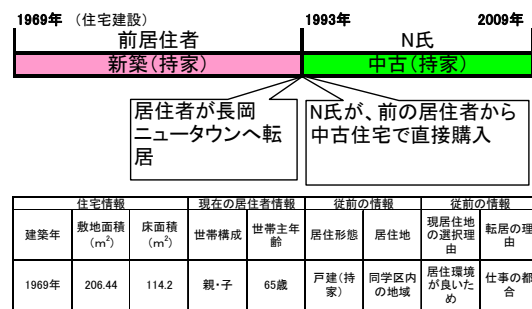 1969年 （住宅建設） 1993年 2009年
前居住者 N氏
新築(持家) 中古(持家)
居住者が長岡
ニュータウンへ転
居
N氏が、前の居住者から
中古住宅で直接購入
住宅情報 現在の居住者情報 従前の情報 従前の情報
建築年 敷地面積(m²) 床面積(m²) 世帯構成 世帯主年齢 居住形態 居住地 現居住地の選択理由 転居の理由
1969年 206.44 114.2 親・子 65歳 戸建(持家) 同学区内の地域 居住環境が良いため 仕事の都合